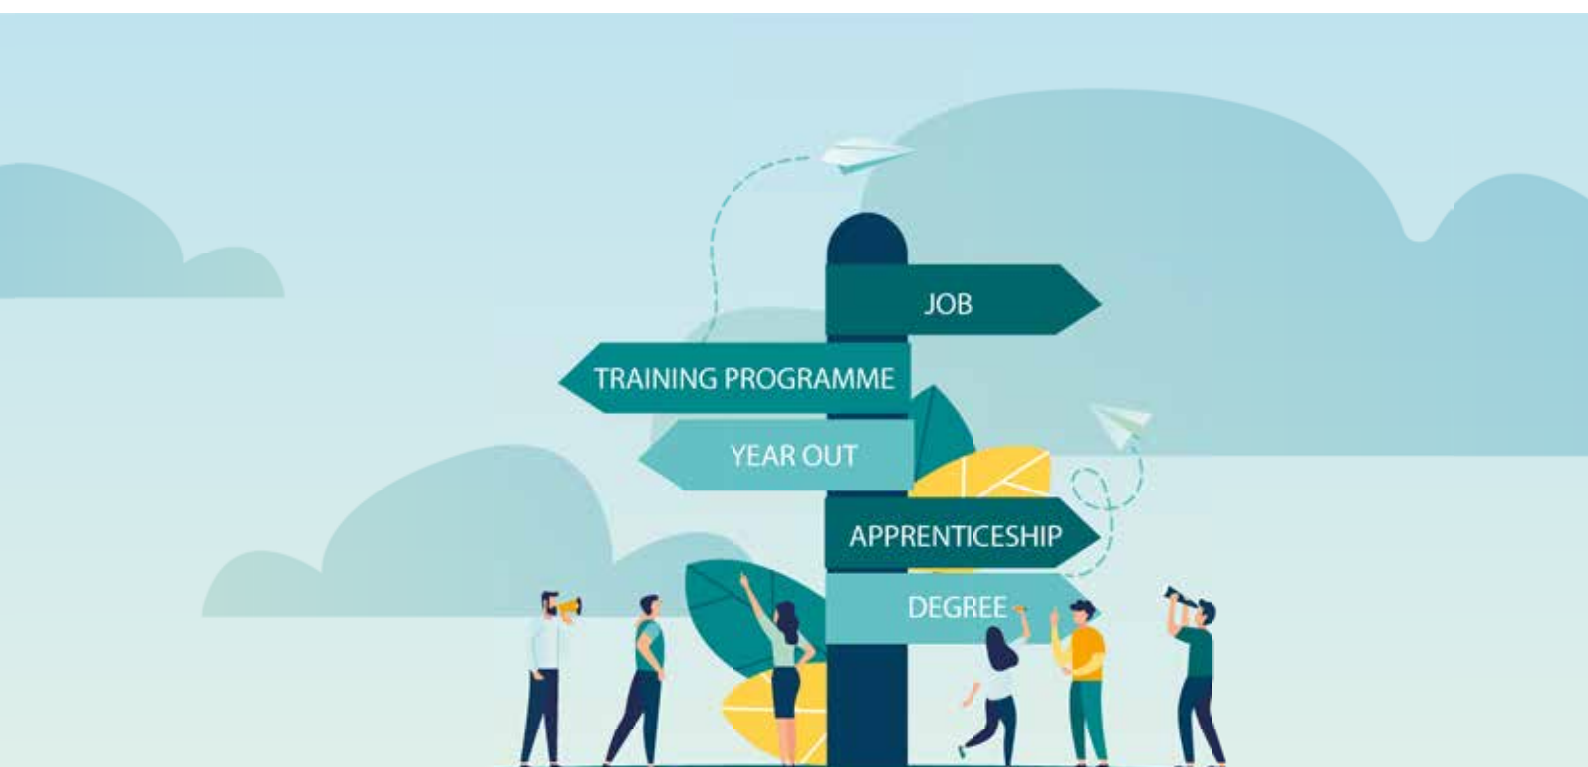 JOB
TRAINING PROGRAMME
YEAR OUT
APPRENTICESHIP
DEGREE